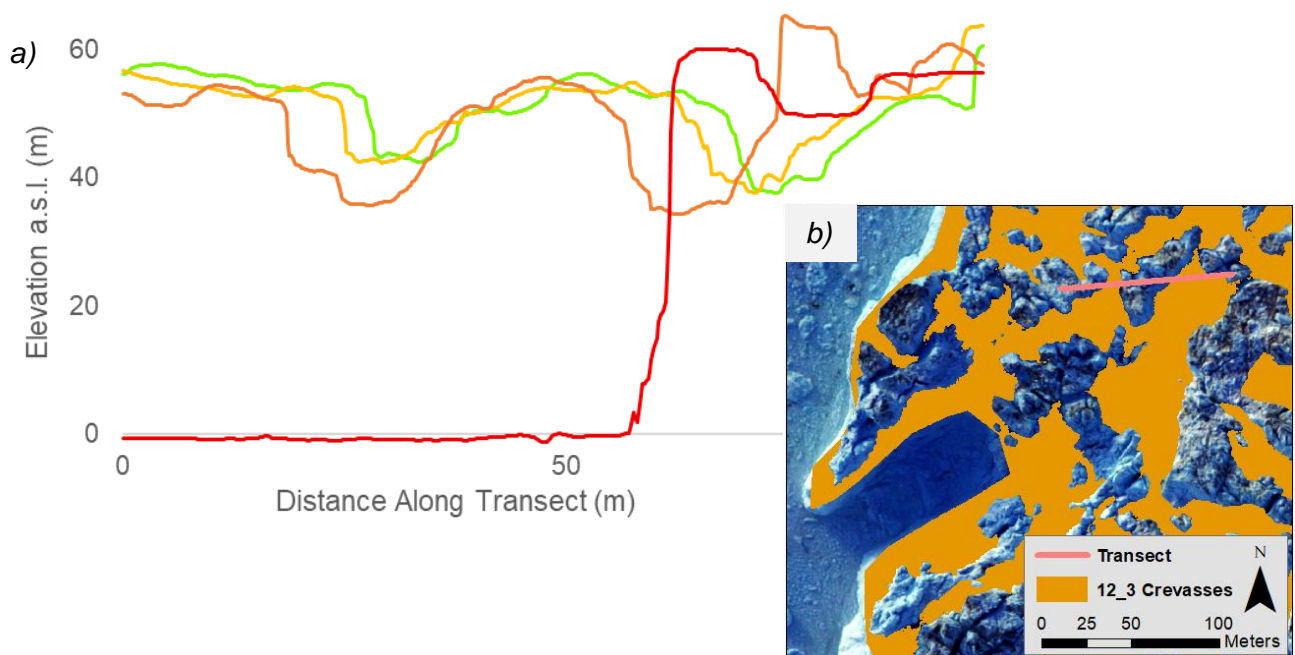 a)
60
40
20
0
Elevation a.s.l. (m)
0
50
Distance Along Transect (m)
b)
Transect
N
12_3 Crevasses
0
25
50
100
Meters